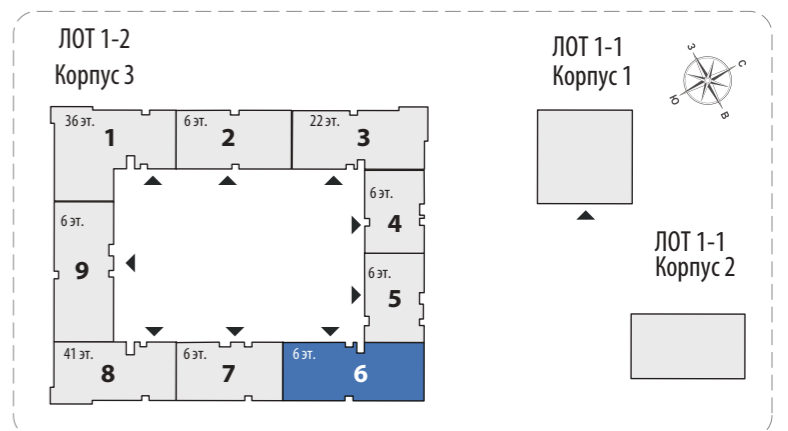 ЛОТ 1-2
Корпус 3
ЛОТ 1-1
Корпус 1
З
С
Ю
В
36 эт.
1
6 эт.
2
22 эт.
3
6 эт.
4
6 эт.
9
ЛОТ 1-1
Корпус 2
6 эт.
5
41 эт.
8
6 эт.
7
6 эт.
6